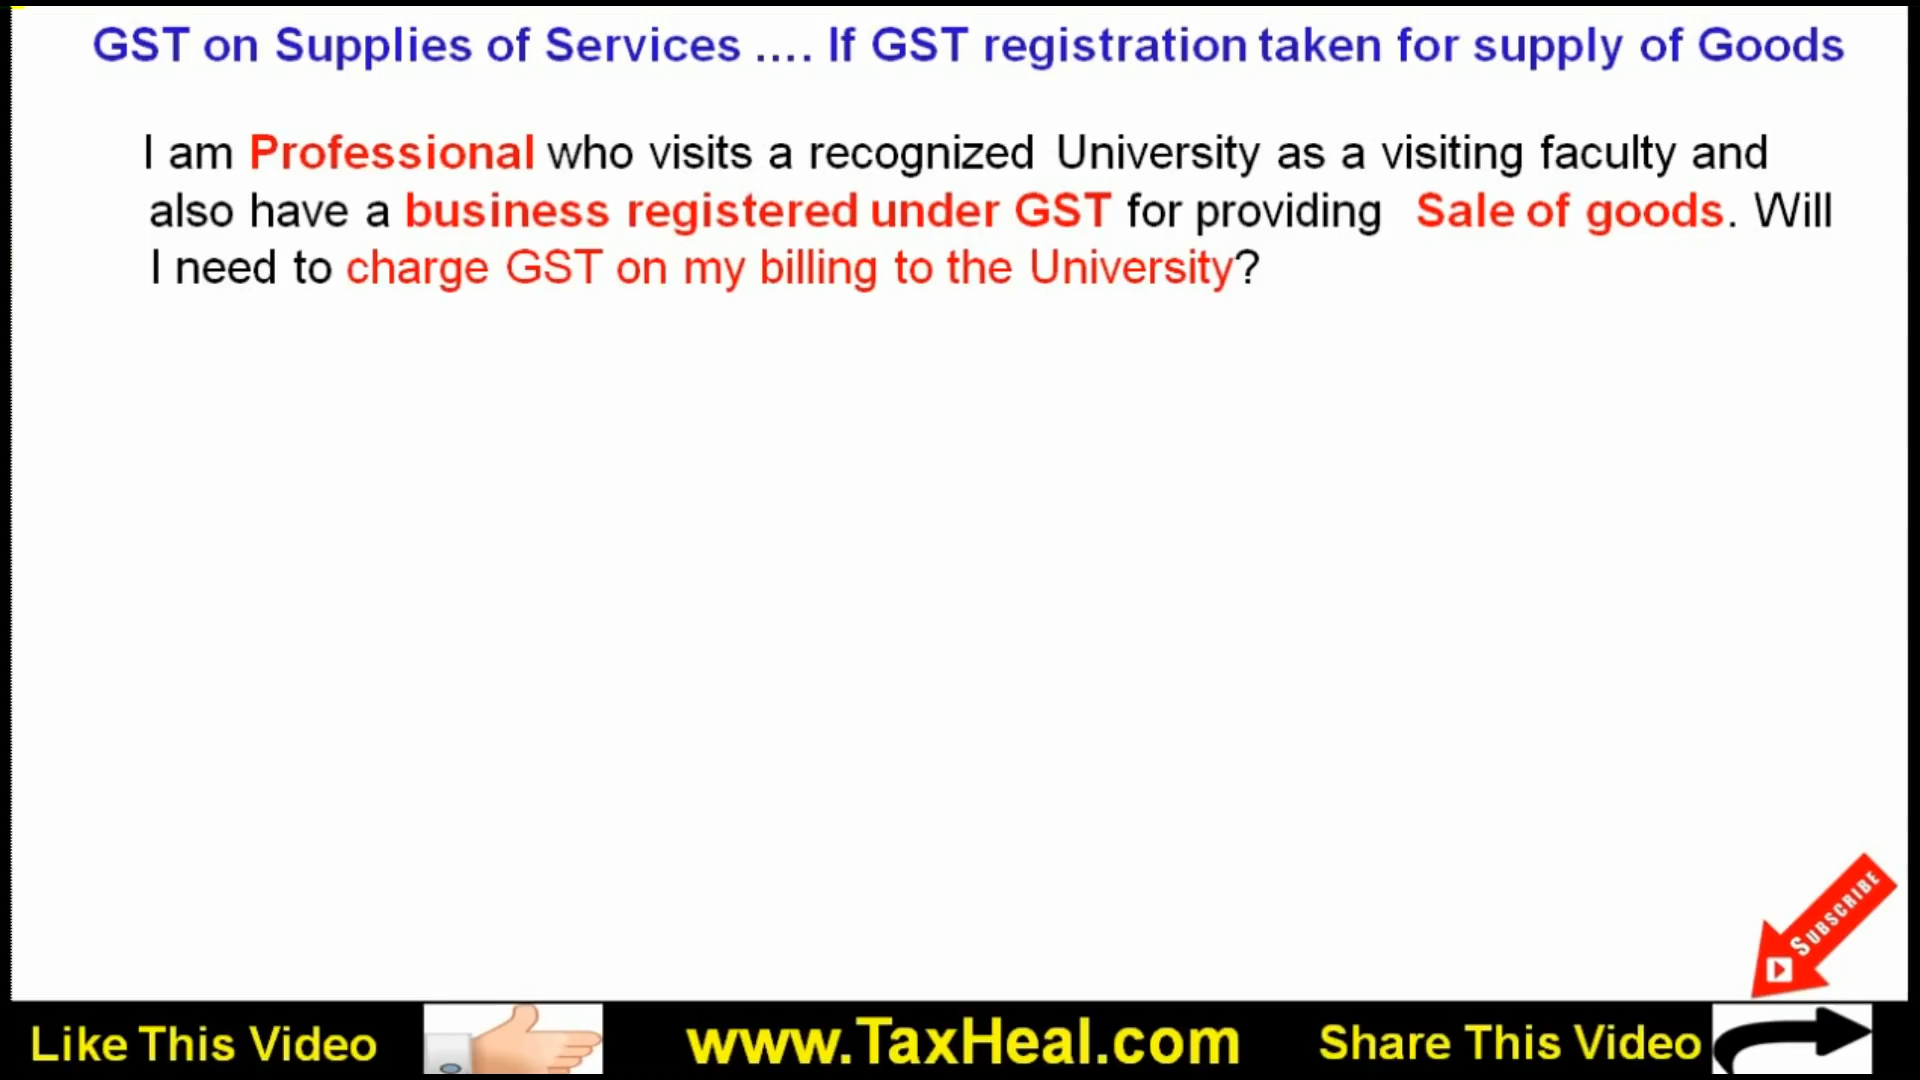 GST on Supplies of Services .... If GST registration taken for supply of Goods
I am Professional who visits a recognized University as a visiting faculty and
also have a business registered under GST for providing Sale of goods. Will
I need to charge GST on my billing to the University?
SUBSCRIBE
Like This Video
www.TaxHeal.com
Share This Video